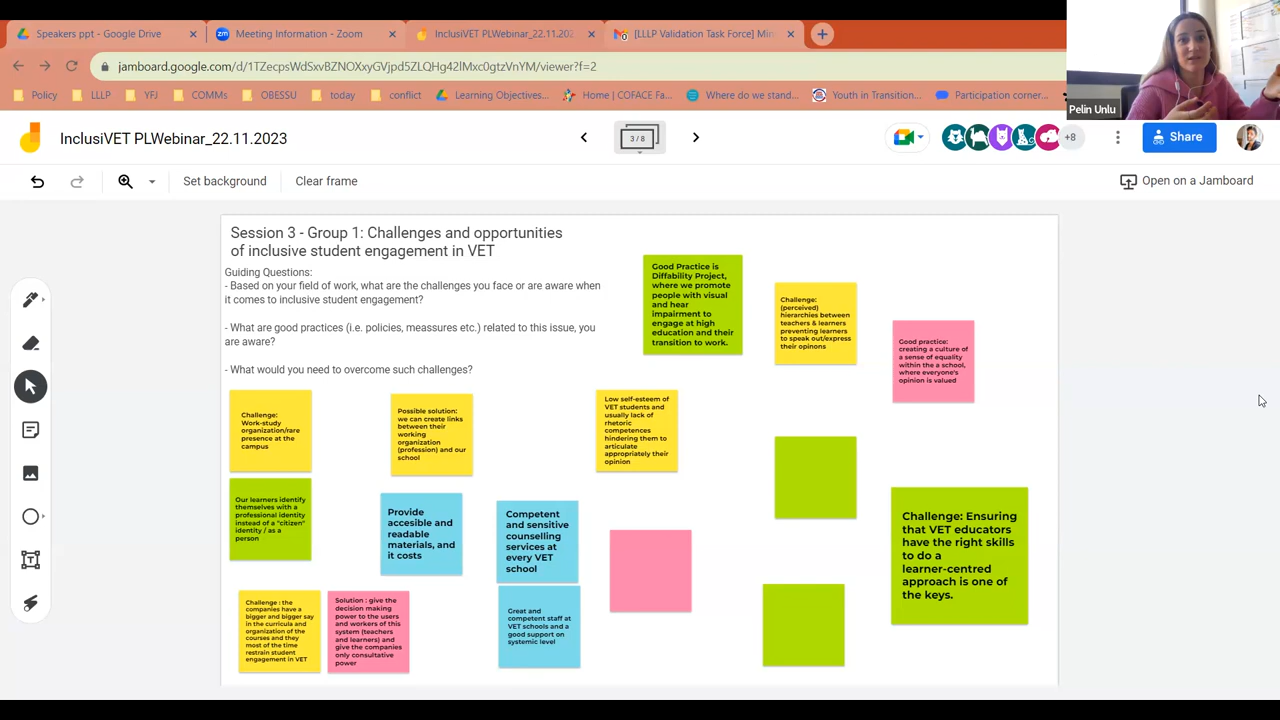 Speakers ppt - Google Drive
Meeting Information - Zoom
InclusiVET PLWebinar_22.11.202
[LLLP Validation Task Force] Min
jamboard.google.com/d/1TZecpsWdSxvBZNOXxyGVjpd5ZLQHg42lMxc0gtzVnYM/viewer?f=2
Policy
LLLP
YFJ
COMMs
OBESSU
today
conflict
Learning Objectives...
Home | COFACE Fa...
Where do we stand...
Youth in Transition...
Participation corner...
Pelin Unlu
InclusiVET PLWebinar_22.11.2023
3 / 8
+8
Share
Set background
Clear frame
Open on a Jamboard
Session 3 - Group 1: Challenges and opportunities
of inclusive student engagement in VET
Guiding Questions:
- Based on your field of work, what are the challenges you face or are aware when
it comes to inclusive student engagement?
- What are good practices (i.e. policies, meassures etc.) related to this issue, you
are aware?
- What would you need to overcome such challenges?
Good Practice is
Diffability Project,
where we promote
people with visual
and hear
impairment to
engage at high
education and their
transition to work.
Challenge:
(perceived)
hierarchies between
teachers & learners
preventing learners
to speak out/express
their opinons
Good practice:
creating a culture of
a sense of equality
within the a school,
where everyone's
opinion is valued
Challenge:
Work-study
organization/rare
presence at the
campus
Possible solution:
we can create links
between their
working
organization
(profession) and our
school
Low self-esteem of
VET students and
usually lack of
rhetoric
competences
hindering them to
articulate
appropriately their
opinion
Our learners identify
themselves with a
professional identity
instead of a "citizen"
identity / as a
person
Provide
accesible and
readable
materials, and
it costs
Competent
and sensitive
counselling
services at
every VET
school
Challenge: Ensuring
that VET educators
have the right skills
to do a
learner-centred
approach is one of
the keys.
Challenge : the
companies have a
bigger and bigger say
in the curricula and
organization of the
courses and they
most of the time
restrain student
engagement in VET
Solution : give the
decision making
power to the users
and workers of this
system (teachers
and learners) and
give the companies
only consultative
power
Great and
competent staff at
VET schools and a
good support on
systemic level